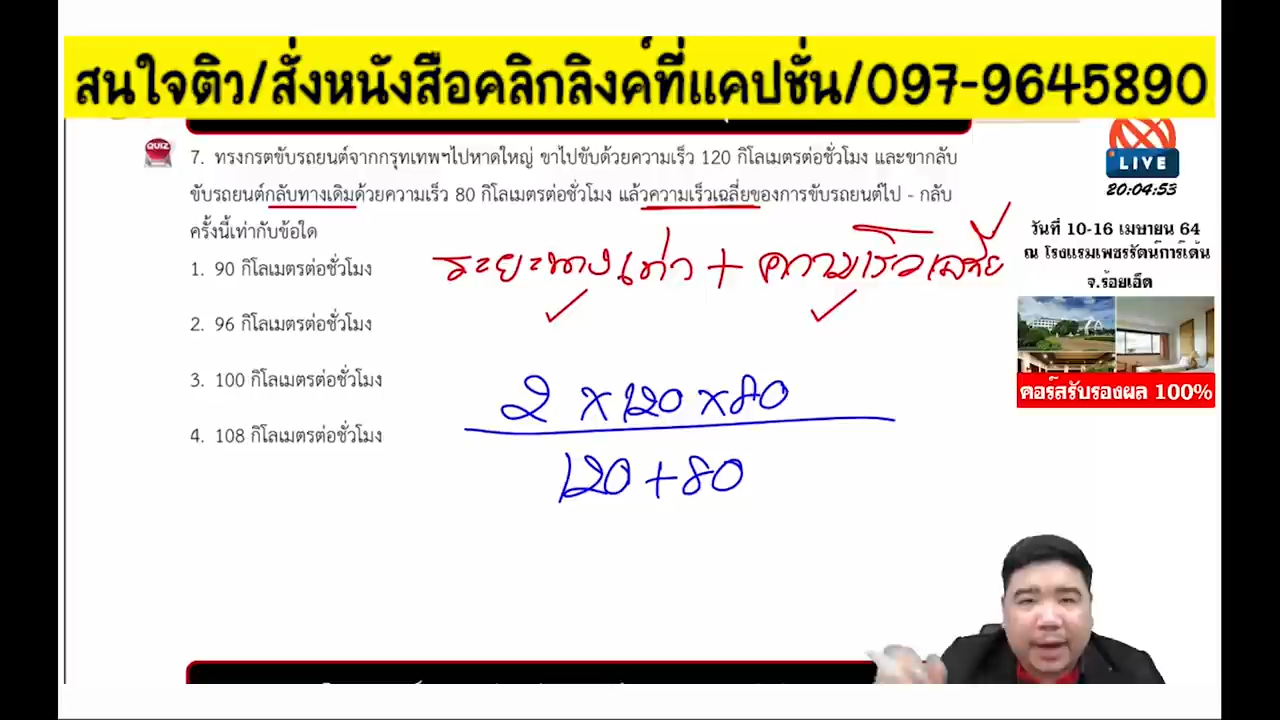 สนใจติว/สั่งหนังสือคลิกลิงค์ที่แคปชั่น/097-9645890
QUIZ
7. ทรงกรตขับรถยนต์จากกรุทเทพฯไปหาดใหญ่ ขาไปขับด้วยความเร็ว 120 กิโลเมตรต่อชั่วโมง และขากลับ
ขับรถยนต์กลับทางเดิมด้วยความเร็ว 80 กิโลเมตรต่อชั่วโมง แล้วความเร็วเฉลี่ยของการขับรถยนต์ไป - กลับ
ครั้งนี้เท่ากับข้อใด
1. 90 กิโลเมตรต่อชั่วโมง
2. 96 กิโลเมตรต่อชั่วโมง
3. 100 กิโลเมตรต่อชั่วโมง
4. 108 กิโลเมตรต่อชั่วโมง
ระยะทางเท่า + ความเร็วเฉลี่ย
2 × 120 × 80
120 + 80
LIVE
20:04:53
วันที่ 10-16 เมษายน 64
ณ โรงแรมเพชรรัตน์การ์เด้น
จ.ร้อยเอ็ด
คอร์สรับรองผล 100%